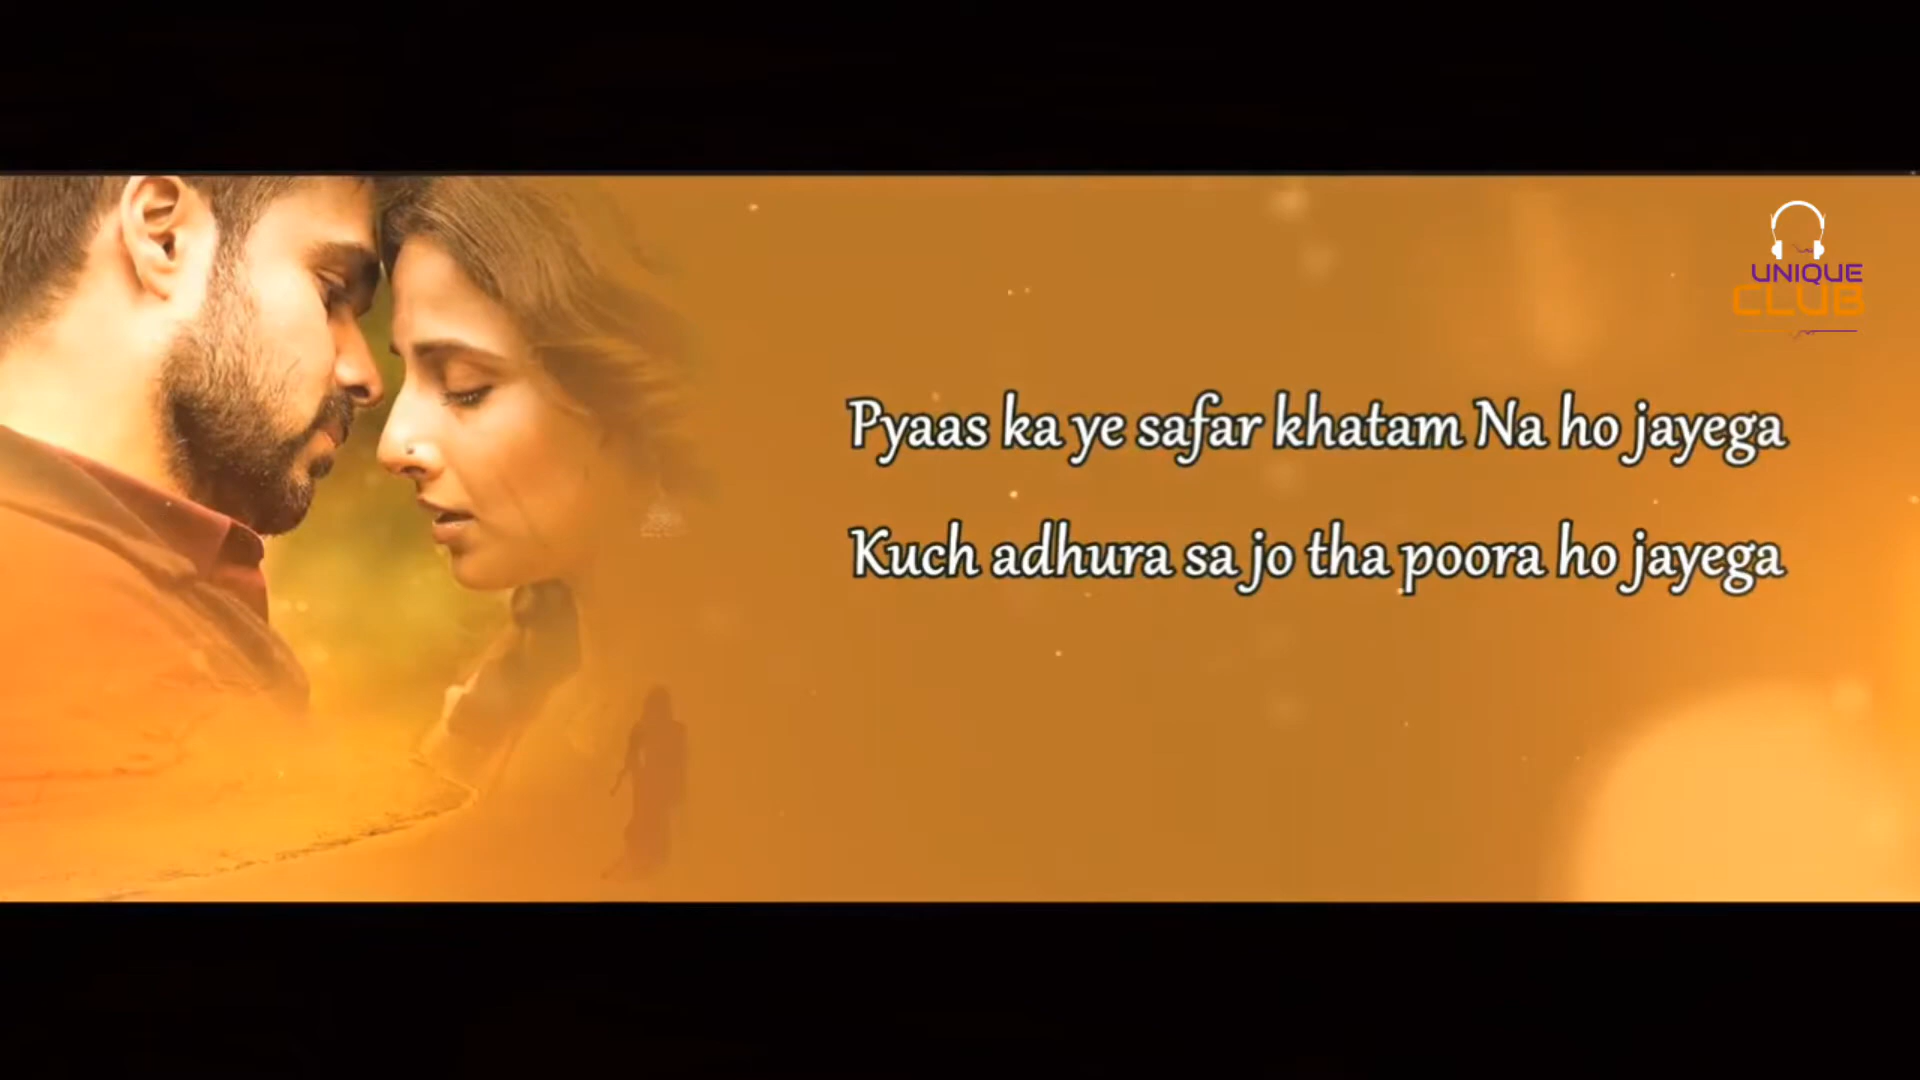 UNIQUE
CLUB
Pyaas ka ye safar khatam Na ho jayega
Kuch adhura sa jo tha poora ho jayega